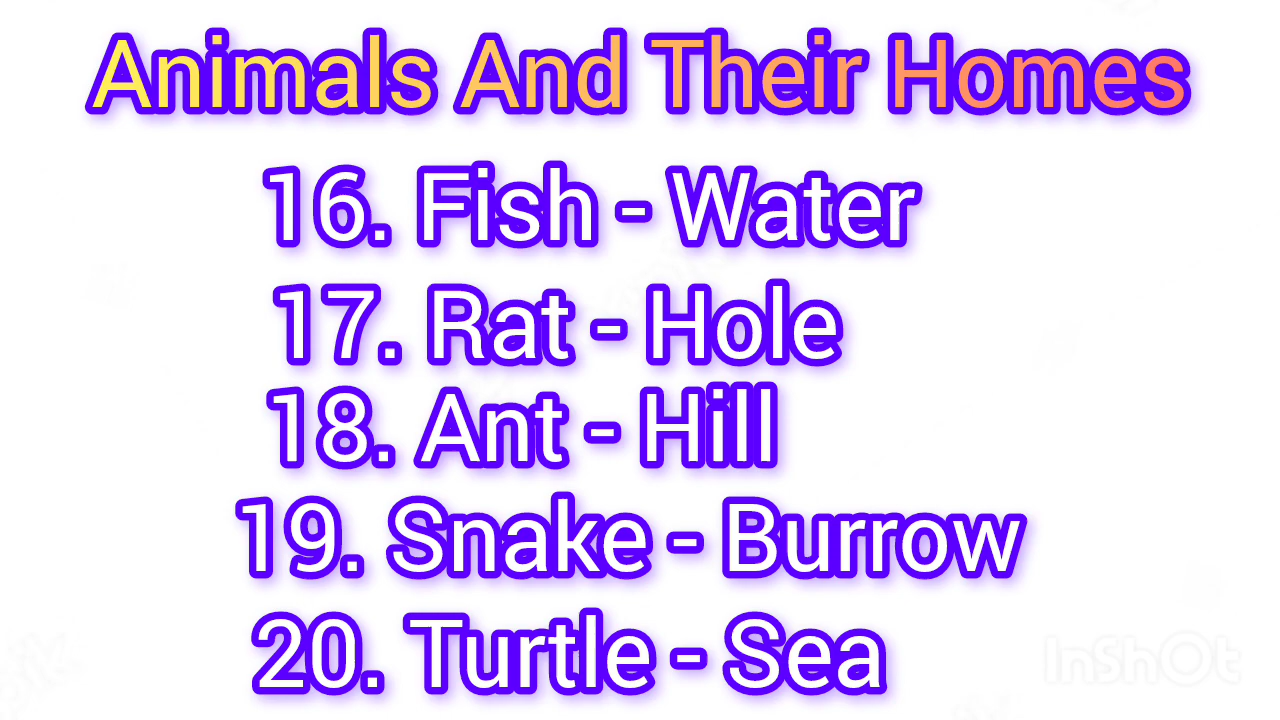 Animals And Their Homes
16. Fish - Water
17. Rat - Hole
18. Ant - Hill
19. Snake - Burrow
20. Turtle - Sea
InShOt